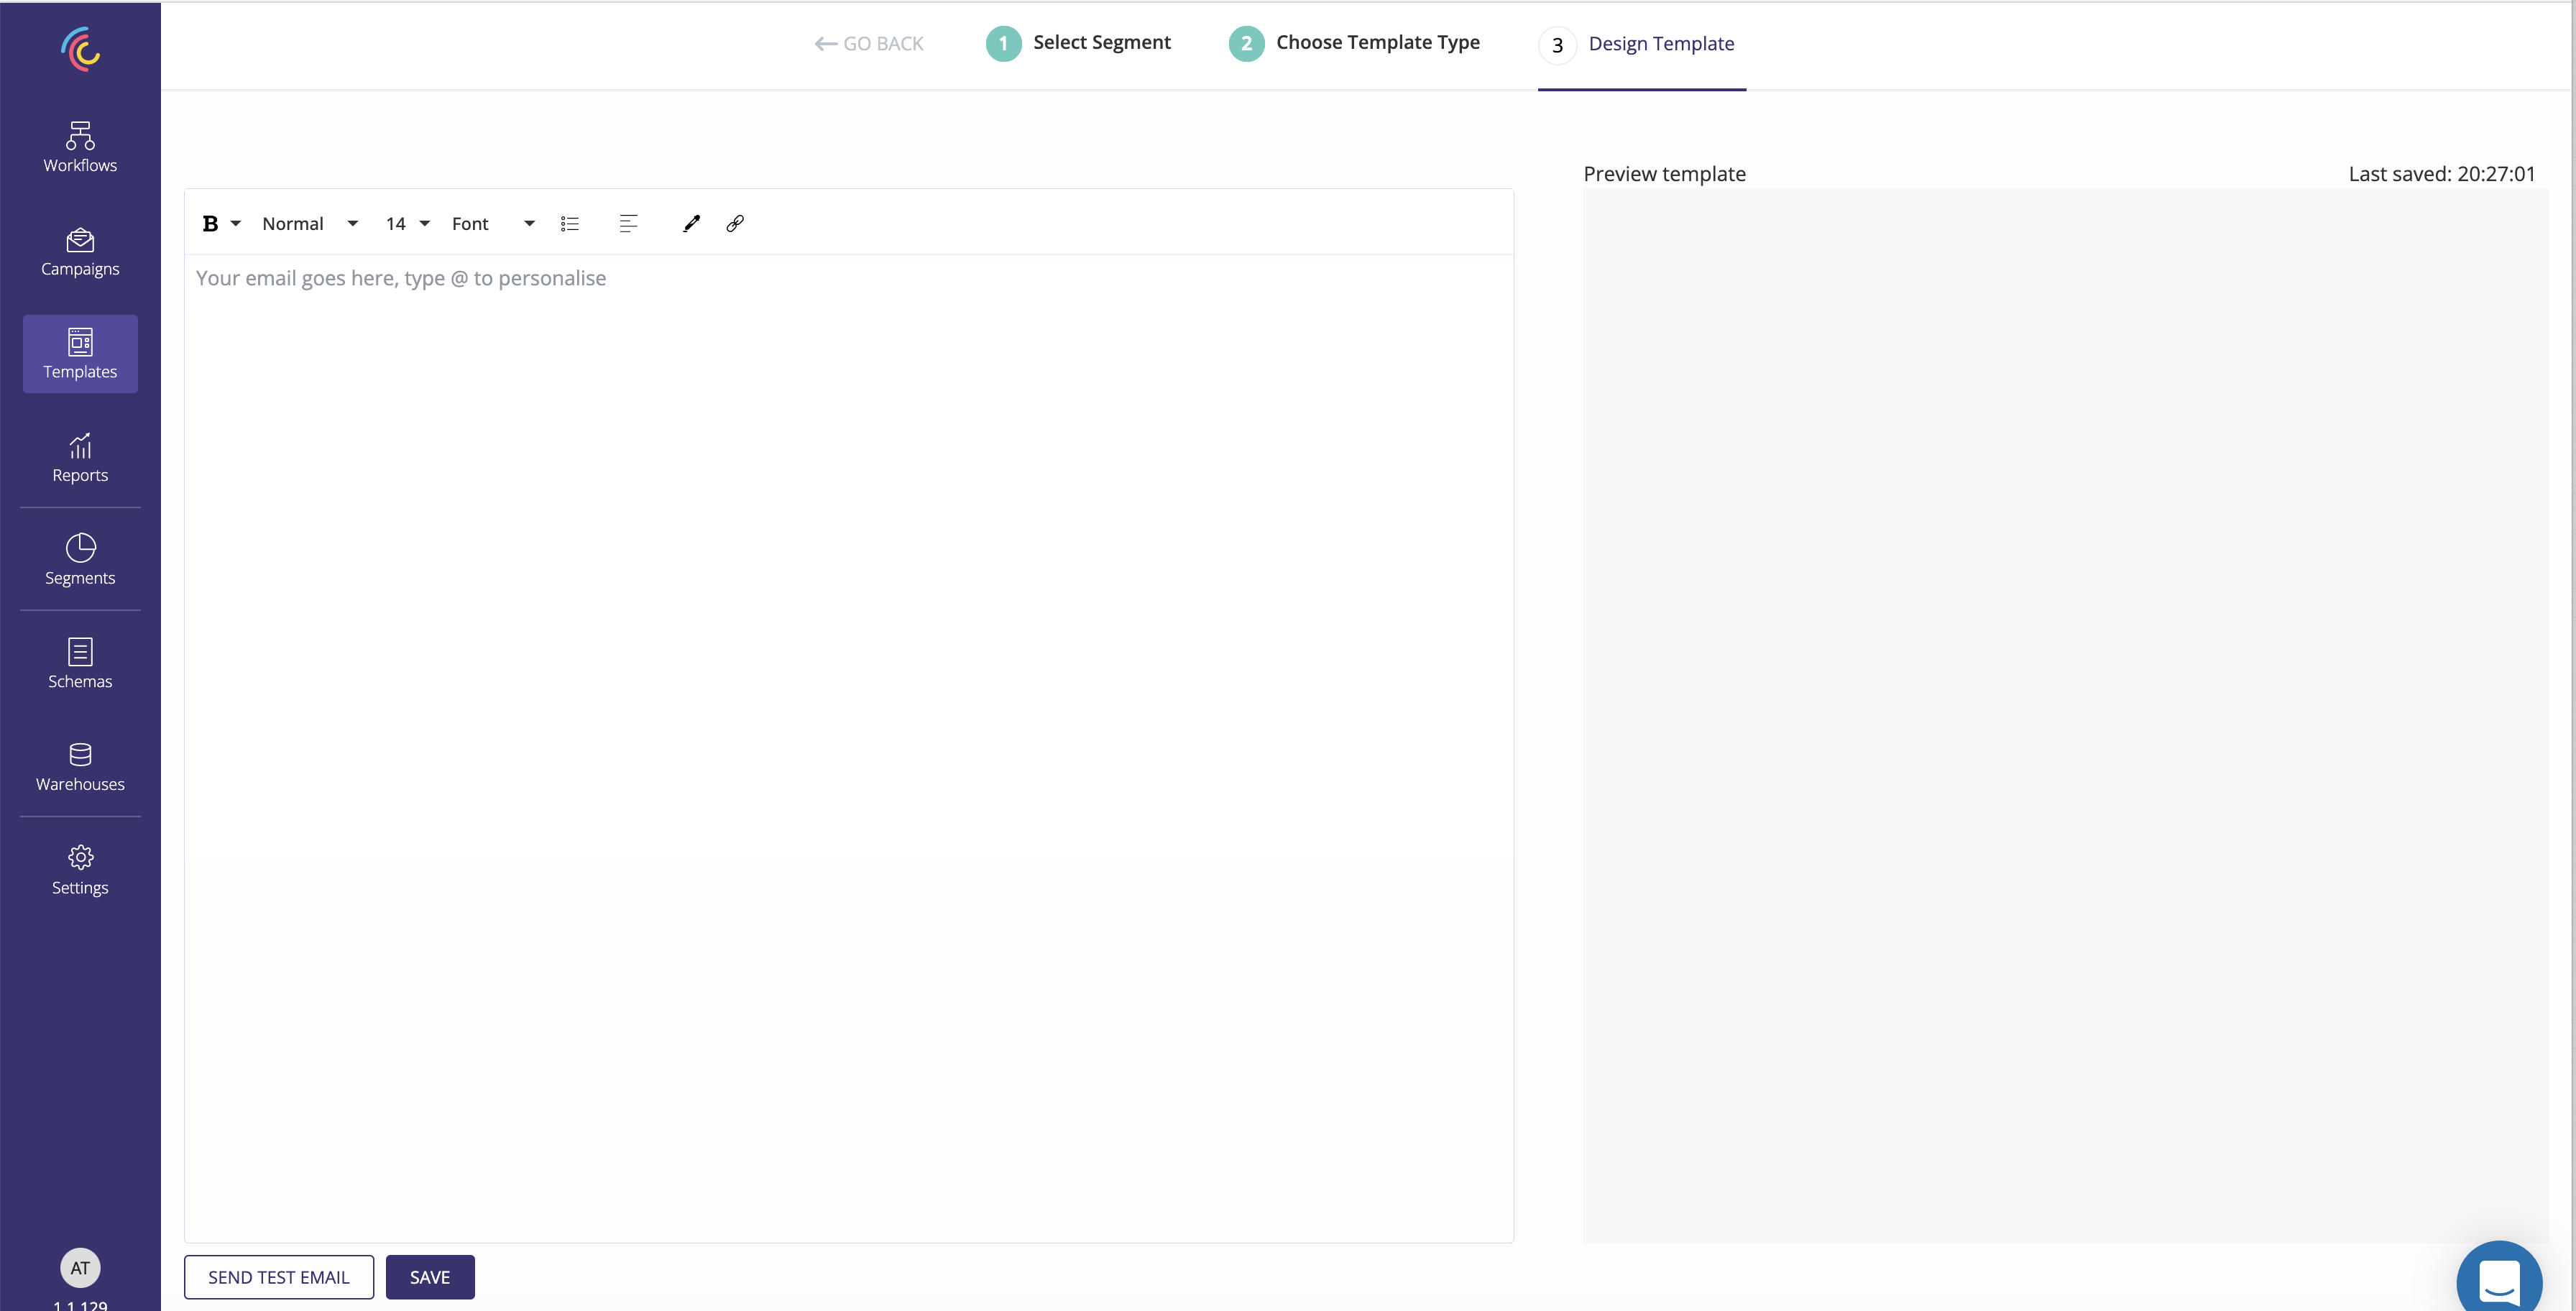 GO BACK
1 Select Segment
2 Choose Template Type
3 Design Template
Workflows
Campaigns
Templates
Reports
Segments
Schemas
Warehouses
Settings
AT
1.1.129
Preview template
Last saved: 20:27:01
B Normal 14 Font
Your email goes here, type @ to personalise
SEND TEST EMAIL
SAVE